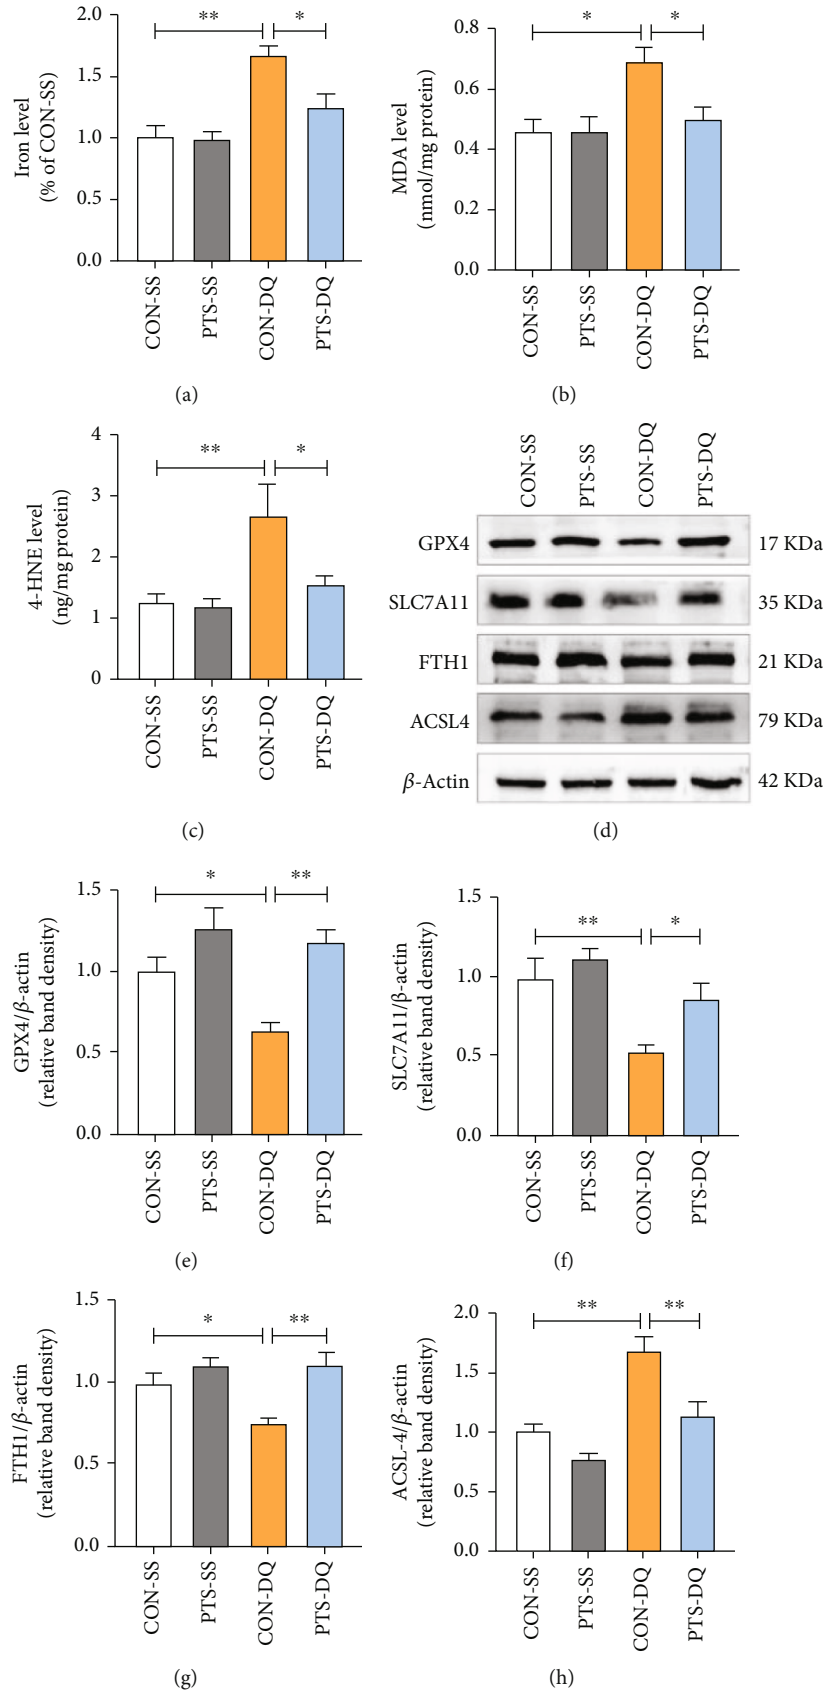 ** *
Iron level
(% of CON-SS)
2.0
1.5
1.0
0.5
0.0
CON-SS PTS-SS CON-DQ PTS-DQ
(a)
* *
MDA level
(nmol/mg protein)
0.8
0.6
0.4
0.2
0.0
CON-SS PTS-SS CON-DQ PTS-DQ
(b)
** *
4-HNE level
(ng/mg protein)
4
3
2
1
0
CON-SS PTS-SS CON-DQ PTS-DQ
(c)
CON-SS PTS-SS CON-DQ PTS-DQ
GPX4 17 KDa
SLC7A11 35 KDa
FTH1 21 KDa
ACSL4 79 KDa
β-Actin 42 KDa
(d)
* **
GPX4/β-actin
(relative band density)
1.5
1.0
0.5
0.0
CON-SS PTS-SS CON-DQ PTS-DQ
(e)
** *
SLC7A11/β-actin
(relative band density)
1.5
1.0
0.5
0.0
CON-SS PTS-SS CON-DQ PTS-DQ
(f)
* **
FTH1/β-actin
(relative band density)
1.5
1.0
0.5
0.0
CON-SS PTS-SS CON-DQ PTS-DQ
(g)
** **
ACSL-4/β-actin
(relative band density)
2.0
1.5
1.0
0.5
0.0
CON-SS PTS-SS CON-DQ PTS-DQ
(h)